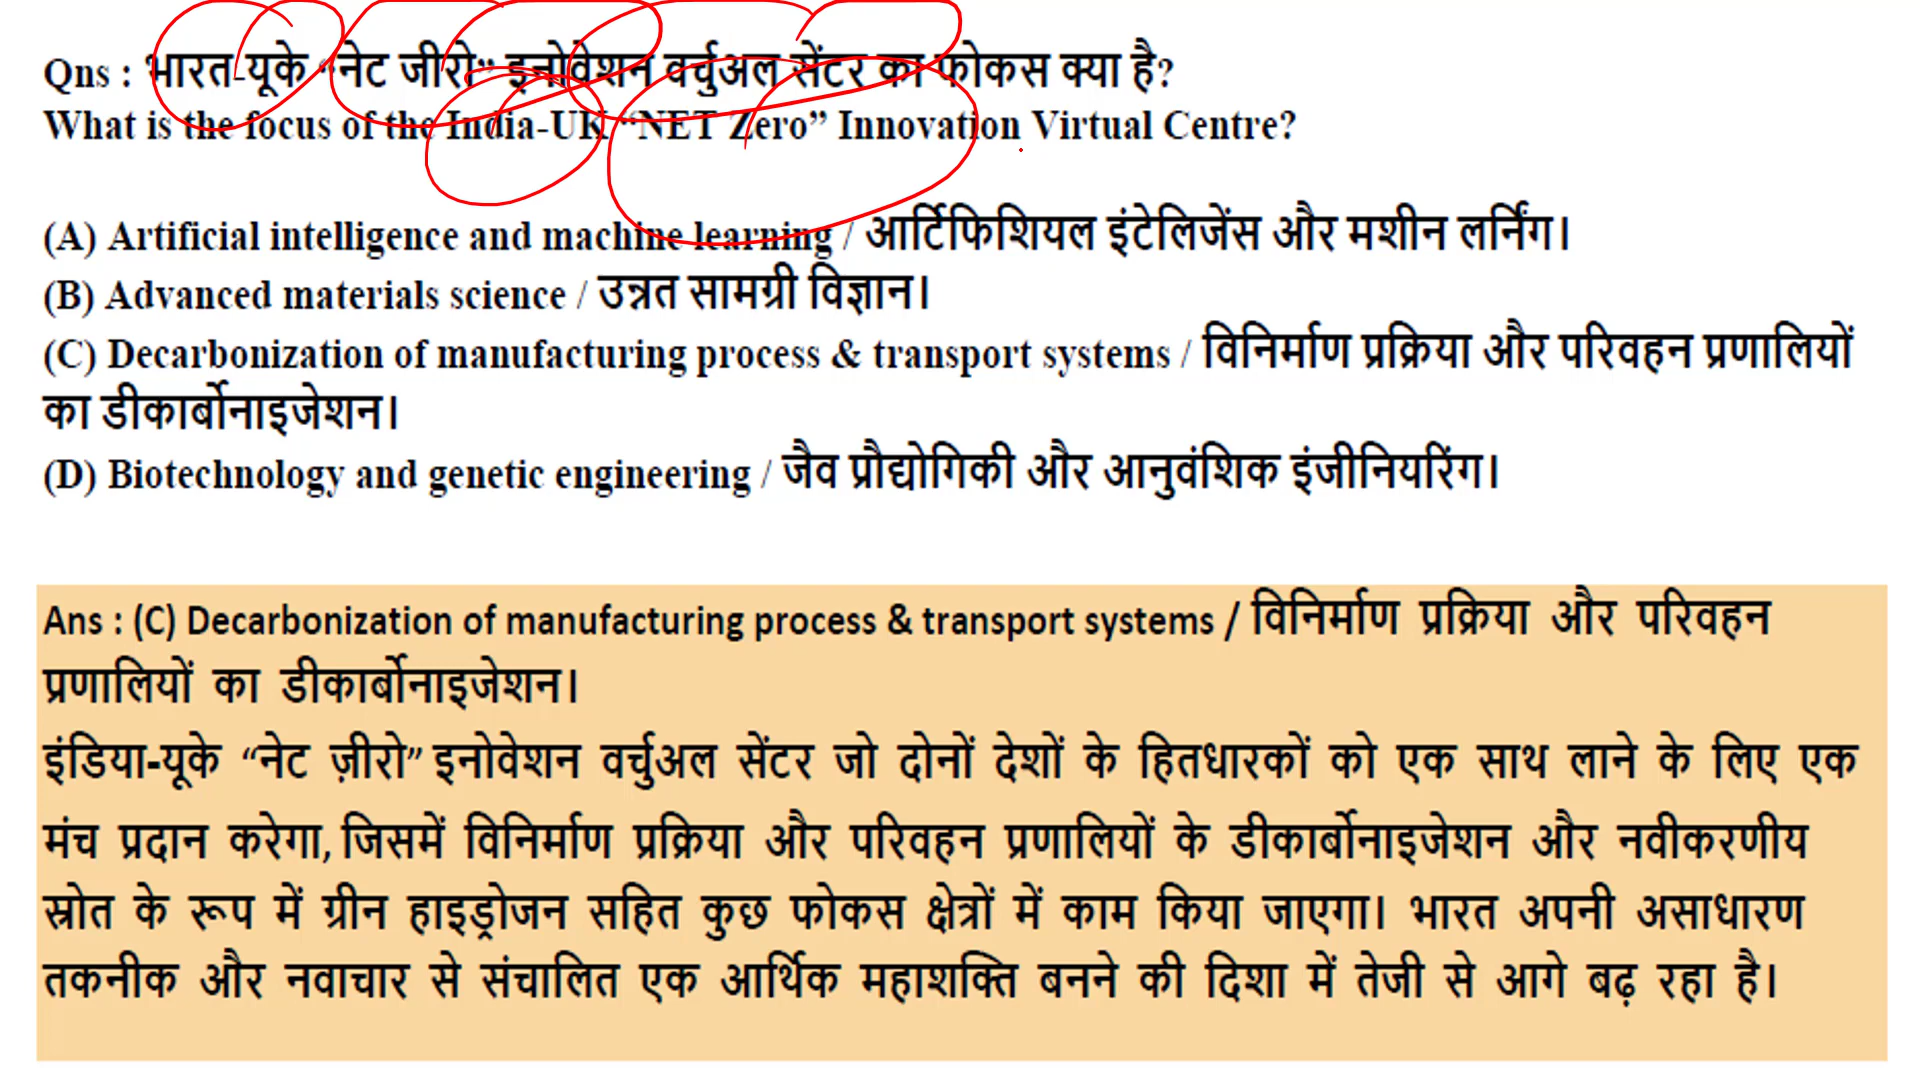 Qns : भारत-यूके “नेट जीरो” इनोवेशन वर्चुअल सेंटर का फोकस क्या है?
What is the focus of the India-UK “NET Zero” Innovation Virtual Centre?
(A) Artificial intelligence and machine learning / आर्टिफिशियल इंटेलिजेंस और मशीन लर्निंग।
(B) Advanced materials science / उन्नत सामग्री विज्ञान।
(C) Decarbonization of manufacturing process & transport systems / विनिर्माण प्रक्रिया और परिवहन प्रणालियों
का डीकार्बोनाइजेशन।
(D) Biotechnology and genetic engineering / जैव प्रौद्योगिकी और आनुवंशिक इंजीनियरिंग।
Ans : (C) Decarbonization of manufacturing process & transport systems / विनिर्माण प्रक्रिया और परिवहन
प्रणालियों का डीकार्बोनाइजेशन।
इंडिया-यूके “नेट ज़ीरो” इनोवेशन वर्चुअल सेंटर जो दोनों देशों के हितधारकों को एक साथ लाने के लिए एक
मंच प्रदान करेगा, जिसमें विनिर्माण प्रक्रिया और परिवहन प्रणालियों के डीकार्बोनाइजेशन और नवीकरणीय
स्रोत के रूप में ग्रीन हाइड्रोजन सहित कुछ फोकस क्षेत्रों में काम किया जाएगा। भारत अपनी असाधारण
तकनीक और नवाचार से संचालित एक आर्थिक महाशक्ति बनने की दिशा में तेजी से आगे बढ़ रहा है।